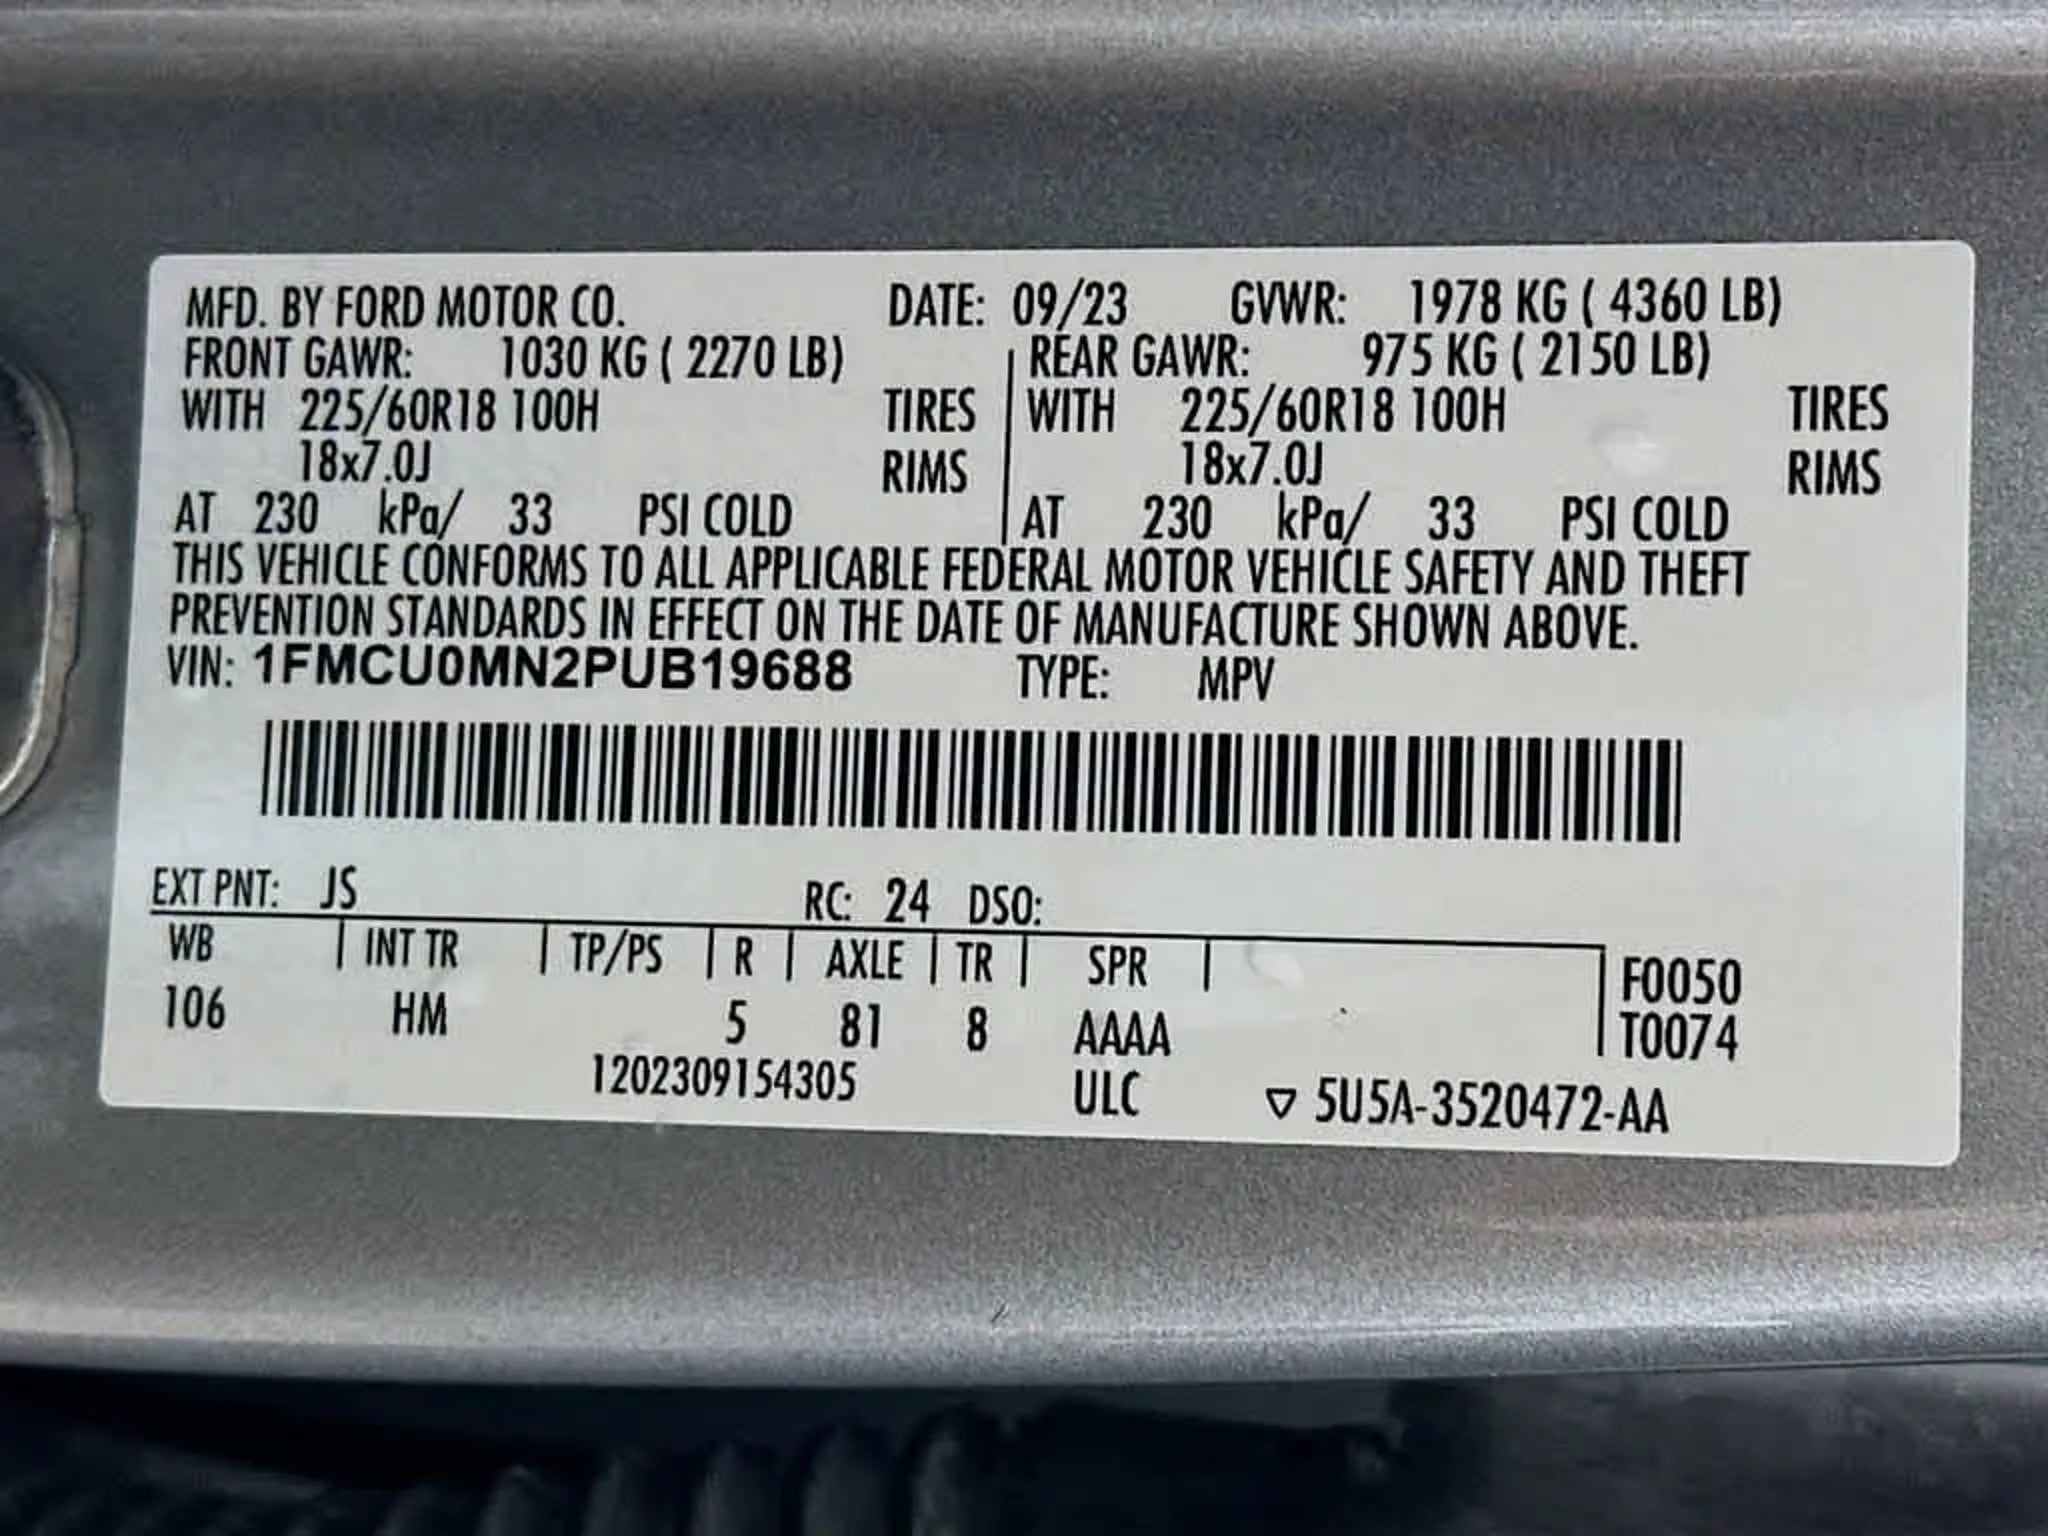 MFD. BY FORD MOTOR CO. DATE: 09/23 GVWR: 1978 KG ( 4360 LB)
FRONT GAWR: 1030 KG ( 2270 LB) REAR GAWR: 975 KG ( 2150 LB)
WITH 225/60R18 100H TIRES WITH 225/60R18 100H TIRES
18x7.0J RIMS 18x7.0J RIMS
AT 230 kPa/ 33 PSI COLD AT 230 kPa/ 33 PSI COLD
THIS VEHICLE CONFORMS TO ALL APPLICABLE FEDERAL MOTOR VEHICLE SAFETY AND THEFT
PREVENTION STANDARDS IN EFFECT ON THE DATE OF MANUFACTURE SHOWN ABOVE.
VIN: 1FMCU0MN2PUB19688 TYPE: MPV
EXT PNT: JS RC: 24 DSO:
WB INT TR TP/PS R AXLE TR SPR F0050
106 HM 5 81 8 AAAA T0074
1202309154305 ULC ▽ 5U5A-3520472-AA